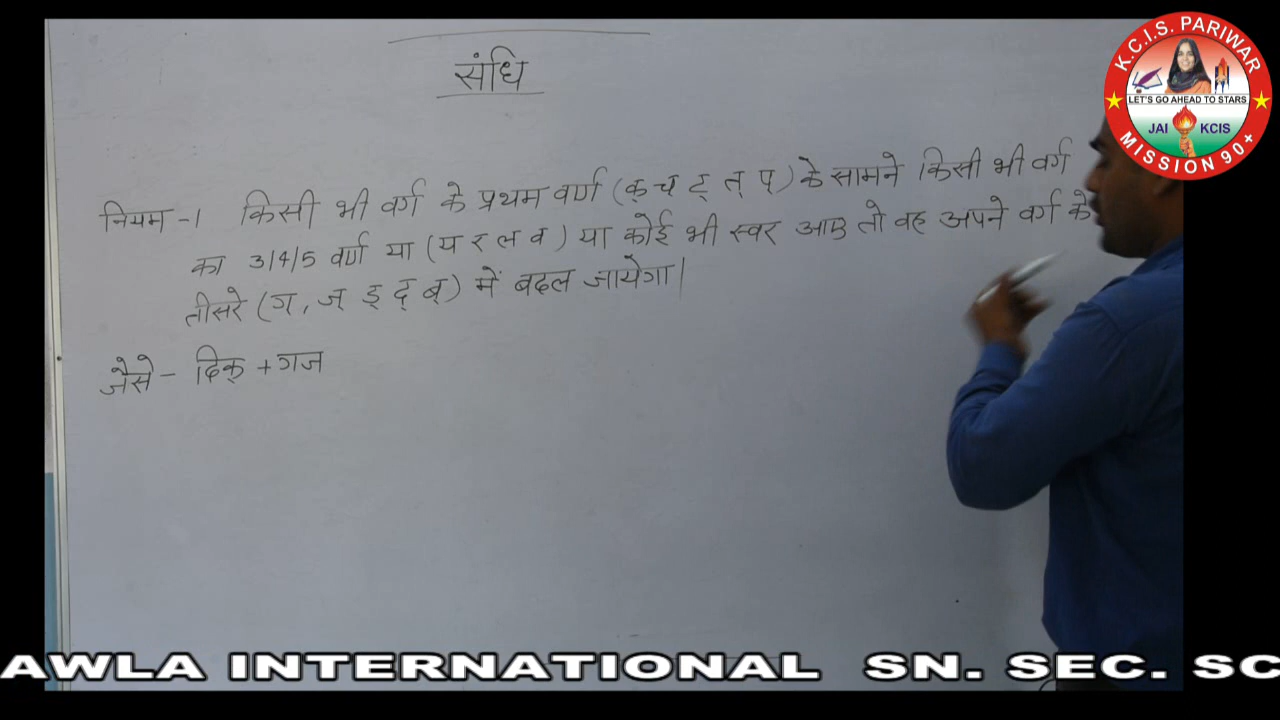 संधि
नियम -1 किसी भी वर्ग के प्रथम वर्ण (क् च् ट् त् प्) के सामने किसी भी वर्ग
का 3/4/5 वर्ण या (य र ल व) या कोई भी स्वर आए तो वह अपने वर्ग के
तीसरे (ग्, ज् ड् द् ब्) में बदल जायेगा|
जैसे - दिक् + गज
K.C.I.S. PARIWAR
LET'S GO AHEAD TO STARS
JAI KCIS
MISSION 90+
AWLA INTERNATIONAL SN. SEC. SC